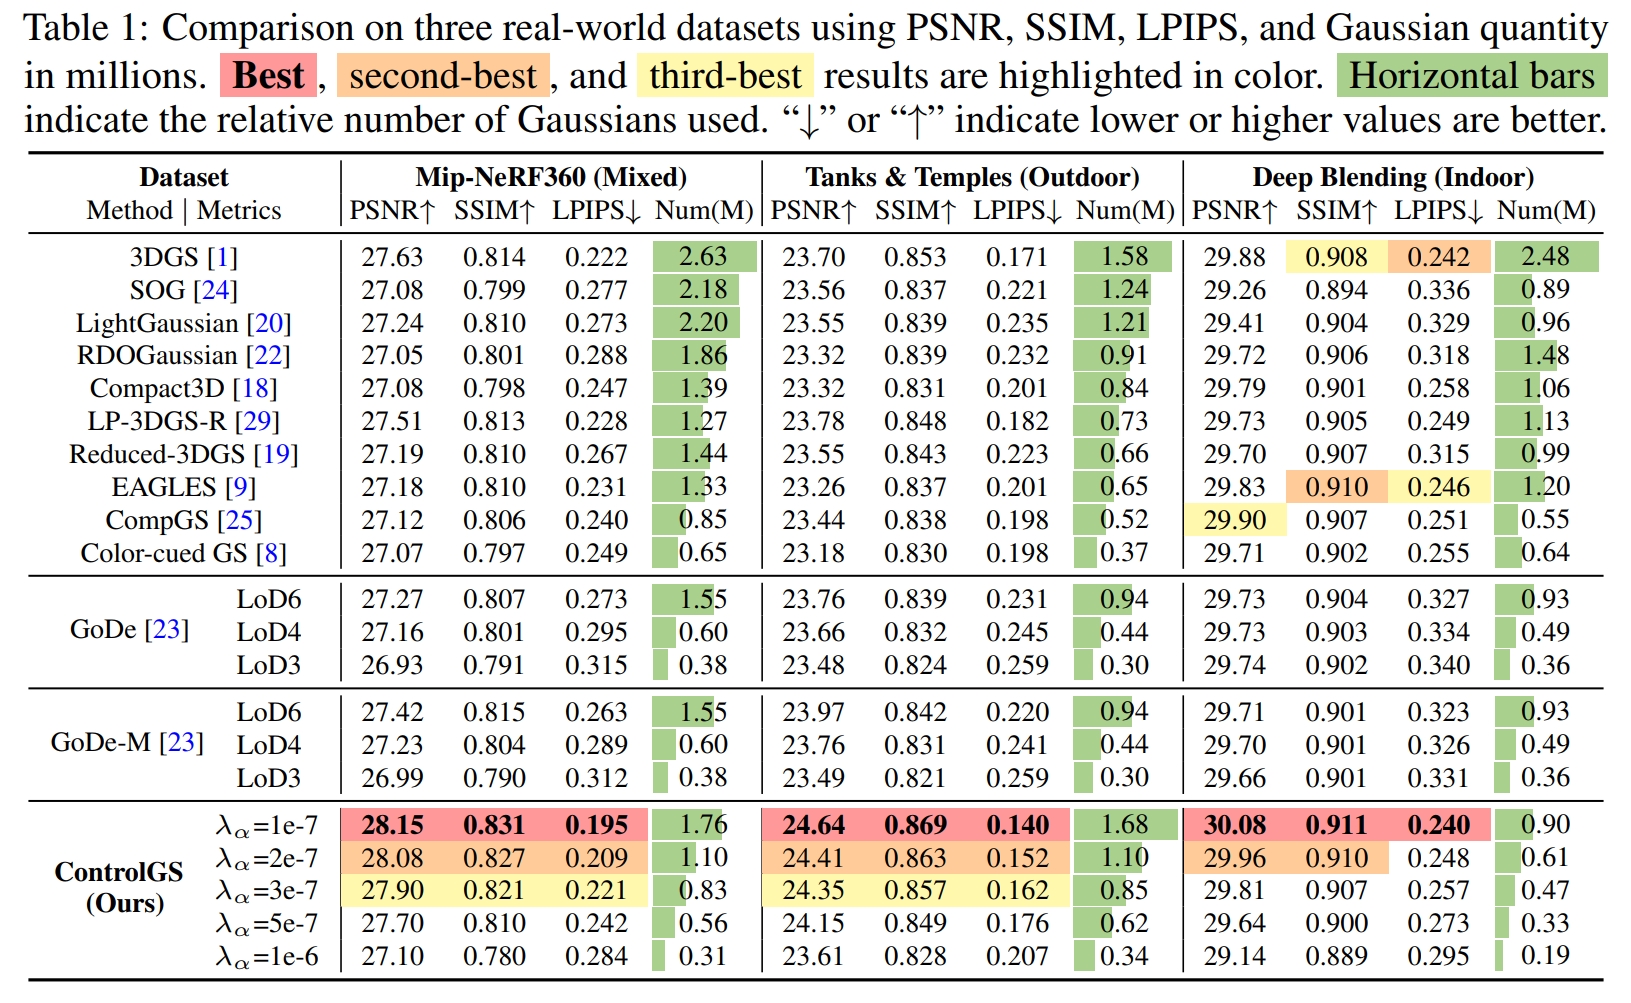 Table 1: Comparison on three real-world datasets using PSNR, SSIM, LPIPS, and Gaussian quantity
in millions. Best , second-best , and third-best results are highlighted in color. Horizontal bars
indicate the relative number of Gaussians used. “↓” or “↑” indicate lower or higher values are better.
Dataset Mip-NeRF360 (Mixed) Tanks & Temples (Outdoor) Deep Blending (Indoor)
Method | Metrics PSNR↑ SSIM↑ LPIPS↓ Num(M) PSNR↑ SSIM↑ LPIPS↓ Num(M) PSNR↑ SSIM↑ LPIPS↓ Num(M)
3DGS [1] 27.63 0.814 0.222 2.63 23.70 0.853 0.171 1.58 29.88 0.908 0.242 2.48
SOG [24] 27.08 0.799 0.277 2.18 23.56 0.837 0.221 1.24 29.26 0.894 0.336 0.89
LightGaussian [20] 27.24 0.810 0.273 2.20 23.55 0.839 0.235 1.21 29.41 0.904 0.329 0.96
RDOGaussian [22] 27.05 0.801 0.288 1.86 23.32 0.839 0.232 0.91 29.72 0.906 0.318 1.48
Compact3D [18] 27.08 0.798 0.247 1.39 23.32 0.831 0.201 0.84 29.79 0.901 0.258 1.06
LP-3DGS-R [29] 27.51 0.813 0.228 1.27 23.78 0.848 0.182 0.73 29.73 0.905 0.249 1.13
Reduced-3DGS [19] 27.19 0.810 0.267 1.44 23.55 0.843 0.223 0.66 29.70 0.907 0.315 0.99
EAGLES [9] 27.18 0.810 0.231 1.33 23.26 0.837 0.201 0.65 29.83 0.910 0.246 1.20
CompGS [25] 27.12 0.806 0.240 0.85 23.44 0.838 0.198 0.52 29.90 0.907 0.251 0.55
Color-cued GS [8] 27.07 0.797 0.249 0.65 23.18 0.830 0.198 0.37 29.71 0.902 0.255 0.64
LoD6 27.27 0.807 0.273 1.55 23.76 0.839 0.231 0.94 29.73 0.904 0.327 0.93
GoDe [23] LoD4 27.16 0.801 0.295 0.60 23.66 0.832 0.245 0.44 29.73 0.903 0.334 0.49
LoD3 26.93 0.791 0.315 0.38 23.48 0.824 0.259 0.30 29.74 0.902 0.340 0.36
LoD6 27.42 0.815 0.263 1.55 23.97 0.842 0.220 0.94 29.71 0.901 0.323 0.93
GoDe-M [23] LoD4 27.23 0.804 0.289 0.60 23.76 0.831 0.241 0.44 29.70 0.901 0.326 0.49
LoD3 26.99 0.790 0.312 0.38 23.49 0.821 0.259 0.30 29.66 0.901 0.331 0.36
λα=1e-7 28.15 0.831 0.195 1.76 24.64 0.869 0.140 1.68 30.08 0.911 0.240 0.90
λα=2e-7 28.08 0.827 0.209 1.10 24.41 0.863 0.152 1.10 29.96 0.910 0.248 0.61
ControlGS
λα=3e-7 27.90 0.821 0.221 0.83 24.35 0.857 0.162 0.85 29.81 0.907 0.257 0.47
(Ours)
λα=5e-7 27.70 0.810 0.242 0.56 24.15 0.849 0.176 0.62 29.64 0.900 0.273 0.33
λα=1e-6 27.10 0.780 0.284 0.31 23.61 0.828 0.207 0.34 29.14 0.889 0.295 0.19